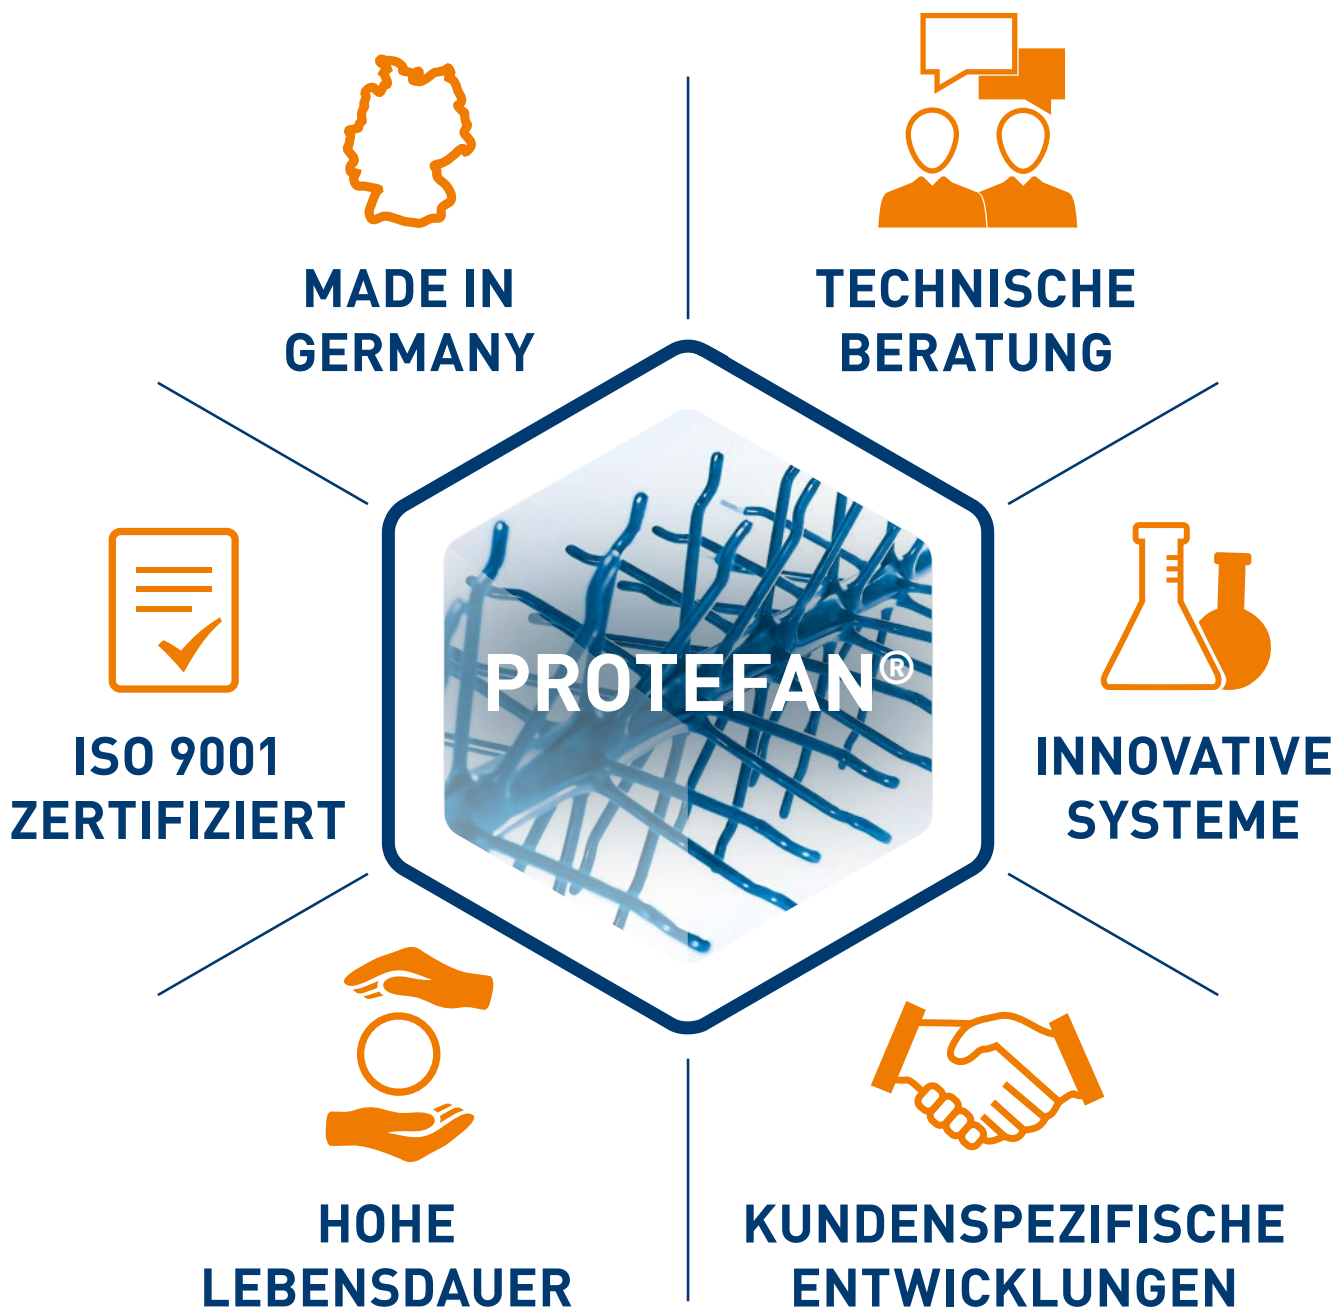 MADE IN
GERMANY
TECHNISCHE
BERATUNG
PROTEFAN®
ISO 9001
ZERTIFIZIERT
INNOVATIVE
SYSTEME
HOHE
LEBENSDAUER
KUNDENSPEZIFISCHE
ENTWICKLUNGEN